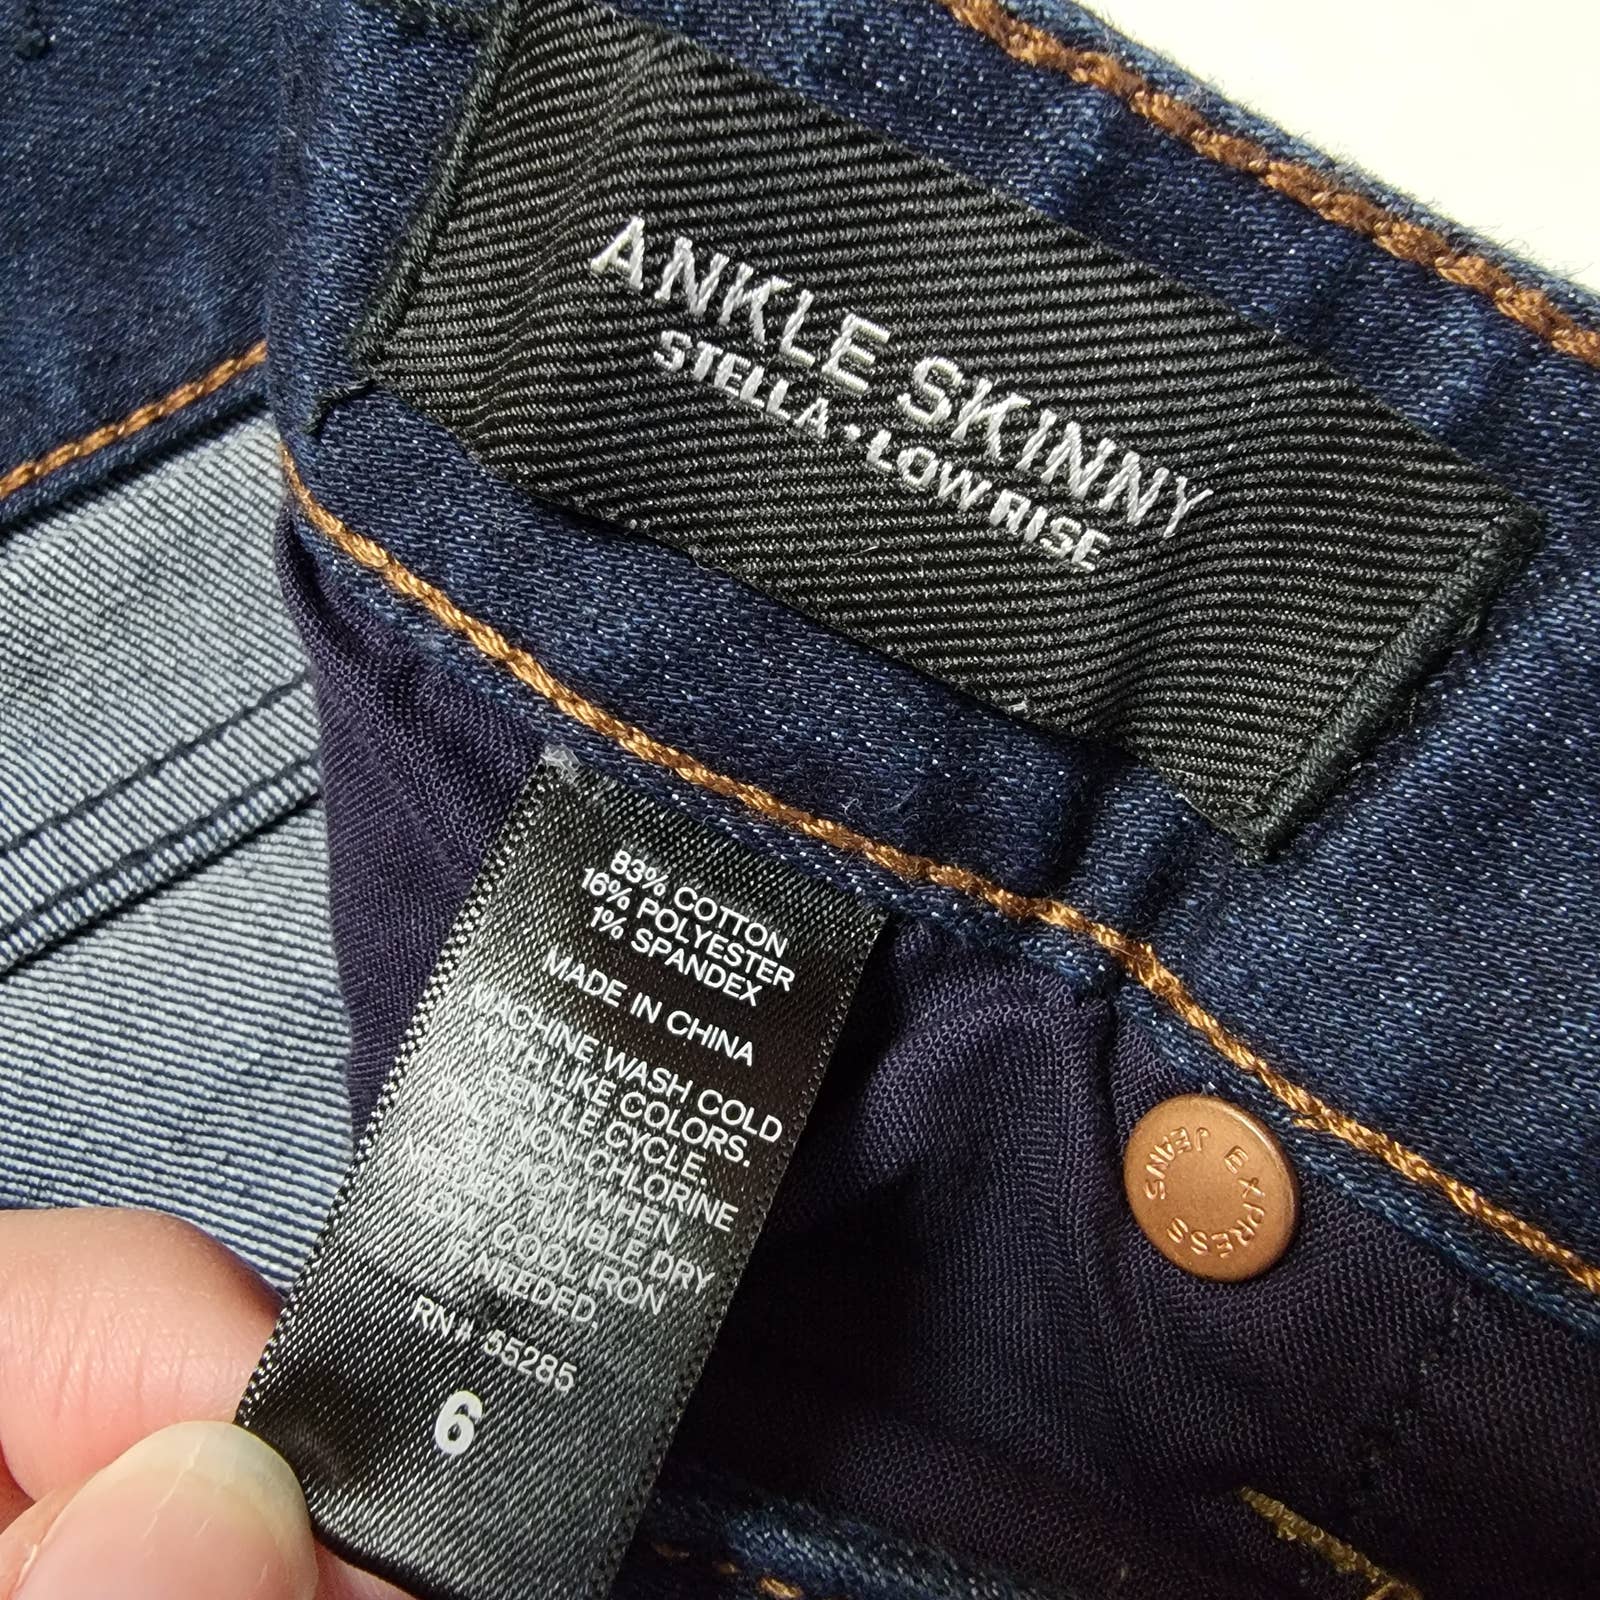 ANKLE SKINNY
STELLA · LOW RISE
83% COTTON
16% POLYESTER
1% SPANDEX
MADE IN CHINA
MACHINE WASH COLD
WITH LIKE COLORS.
GENTLE CYCLE.
ONLY NON-CHLORINE
BLEACH WHEN
NEEDED TUMBLE DRY
LOW. COOL IRON
IF NEEDED.
RN# 55285
6
EXPRESS
JEANS